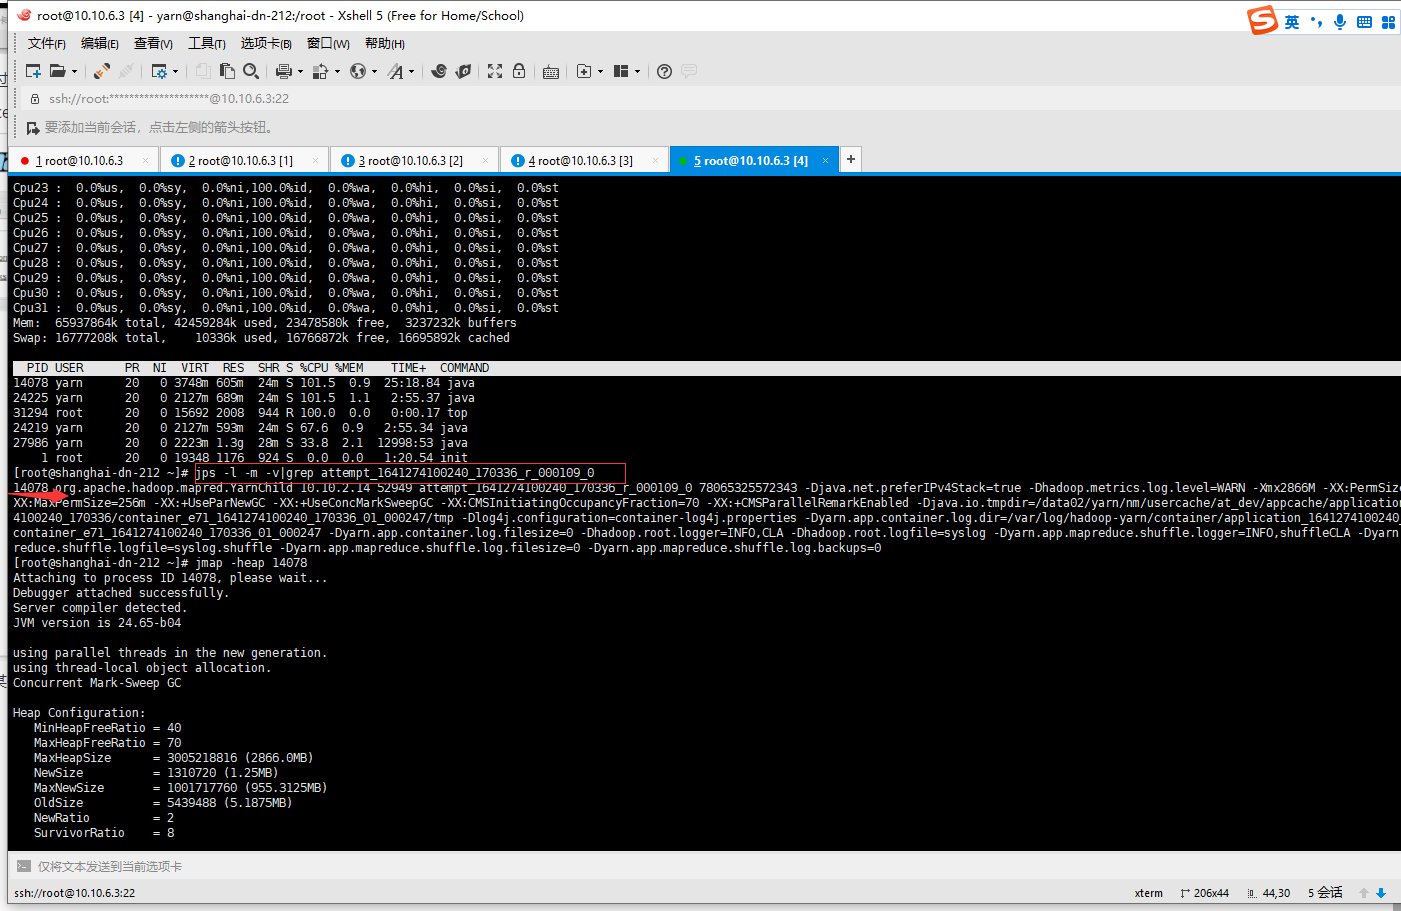 root@10.10.6.3 [4] - yarn@shanghai-dn-212:/root - Xshell 5 (Free for Home/School)
英
文件(F) 编辑(E) 查看(V) 工具(T) 选项卡(B) 窗口(W) 帮助(H)
ssh://root:********************@10.10.6.3:22
要添加当前会话，点击左侧的箭头按钮。
1 root@10.10.6.3 2 root@10.10.6.3 [1] 3 root@10.10.6.3 [2] 4 root@10.10.6.3 [3] 5 root@10.10.6.3 [4]
Cpu23 :  0.0%us,  0.0%sy,  0.0%ni,100.0%id,  0.0%wa,  0.0%hi,  0.0%si,  0.0%st
Cpu24 :  0.0%us,  0.0%sy,  0.0%ni,100.0%id,  0.0%wa,  0.0%hi,  0.0%si,  0.0%st
Cpu25 :  0.0%us,  0.0%sy,  0.0%ni,100.0%id,  0.0%wa,  0.0%hi,  0.0%si,  0.0%st
Cpu26 :  0.0%us,  0.0%sy,  0.0%ni,100.0%id,  0.0%wa,  0.0%hi,  0.0%si,  0.0%st
Cpu27 :  0.0%us,  0.0%sy,  0.0%ni,100.0%id,  0.0%wa,  0.0%hi,  0.0%si,  0.0%st
Cpu28 :  0.0%us,  0.0%sy,  0.0%ni,100.0%id,  0.0%wa,  0.0%hi,  0.0%si,  0.0%st
Cpu29 :  0.0%us,  0.0%sy,  0.0%ni,100.0%id,  0.0%wa,  0.0%hi,  0.0%si,  0.0%st
Cpu30 :  0.0%us,  0.0%sy,  0.0%ni,100.0%id,  0.0%wa,  0.0%hi,  0.0%si,  0.0%st
Cpu31 :  0.0%us,  0.0%sy,  0.0%ni,100.0%id,  0.0%wa,  0.0%hi,  0.0%si,  0.0%st
Mem:  65937864k total, 42459284k used, 23478580k free,  3237232k buffers
Swap: 16777208k total,    10336k used, 16766872k free, 16695892k cached
PID USER      PR  NI  VIRT  RES  SHR S %CPU %MEM    TIME+  COMMAND
14078 yarn      20   0 3748m 605m  24m S 101.5  0.9  25:18.84 java
24225 yarn      20   0 2127m 689m  24m S 101.5  1.1   2:55.37 java
31294 root      20   0 15692 2008  944 R 100.0  0.0   0:00.17 top
24219 yarn      20   0 2127m 593m  24m S 67.6  0.9   2:55.34 java
27986 yarn      20   0 2223m 1.3g  28m S 33.8  2.1  12998:53 java
1 root      20   0 19348 1176  924 S  0.0  0.0   1:20.54 init
[root@shanghai-dn-212 ~]# jps -l -m -v|grep attempt_1641274100240_170336_r_000109_0
14078 org.apache.hadoop.mapred.YarnChild 10.10.2.14 52949 attempt_1641274100240_170336_r_000109_0 78065325572343 -Djava.net.preferIPv4Stack=true -Dhadoop.metrics.log.level=WARN -Xmx2866M -XX:PermSize
XX:MaxPermSize=256m -XX:+UseParNewGC -XX:+UseConcMarkSweepGC -XX:CMSInitiatingOccupancyFraction=70 -XX:+CMSParallelRemarkEnabled -Djava.io.tmpdir=/data02/yarn/nm/usercache/at_dev/appcache/application
4100240_170336/container_e71_1641274100240_170336_01_000247/tmp -Dlog4j.configuration=container-log4j.properties -Dyarn.app.container.log.dir=/var/log/hadoop-yarn/container/application_1641274100240_
container_e71_1641274100240_170336_01_000247 -Dyarn.app.container.log.filesize=0 -Dhadoop.root.logger=INFO,CLA -Dhadoop.root.logfile=syslog -Dyarn.app.mapreduce.shuffle.logger=INFO,shuffleCLA -Dyarn
reduce.shuffle.logfile=syslog.shuffle -Dyarn.app.mapreduce.shuffle.log.filesize=0 -Dyarn.app.mapreduce.shuffle.log.backups=0
[root@shanghai-dn-212 ~]# jmap -heap 14078
Attaching to process ID 14078, please wait...
Debugger attached successfully.
Server compiler detected.
JVM version is 24.65-b04
using parallel threads in the new generation.
using thread-local object allocation.
Concurrent Mark-Sweep GC
Heap Configuration:
MinHeapFreeRatio = 40
MaxHeapFreeRatio = 70
MaxHeapSize      = 3005218816 (2866.0MB)
NewSize          = 1310720 (1.25MB)
MaxNewSize       = 1001717760 (955.3125MB)
OldSize          = 5439488 (5.1875MB)
NewRatio         = 2
SurvivorRatio    = 8
仅将文本发送到当前选项卡
ssh://root@10.10.6.3:22 xterm 206x44 44,30 5 会话